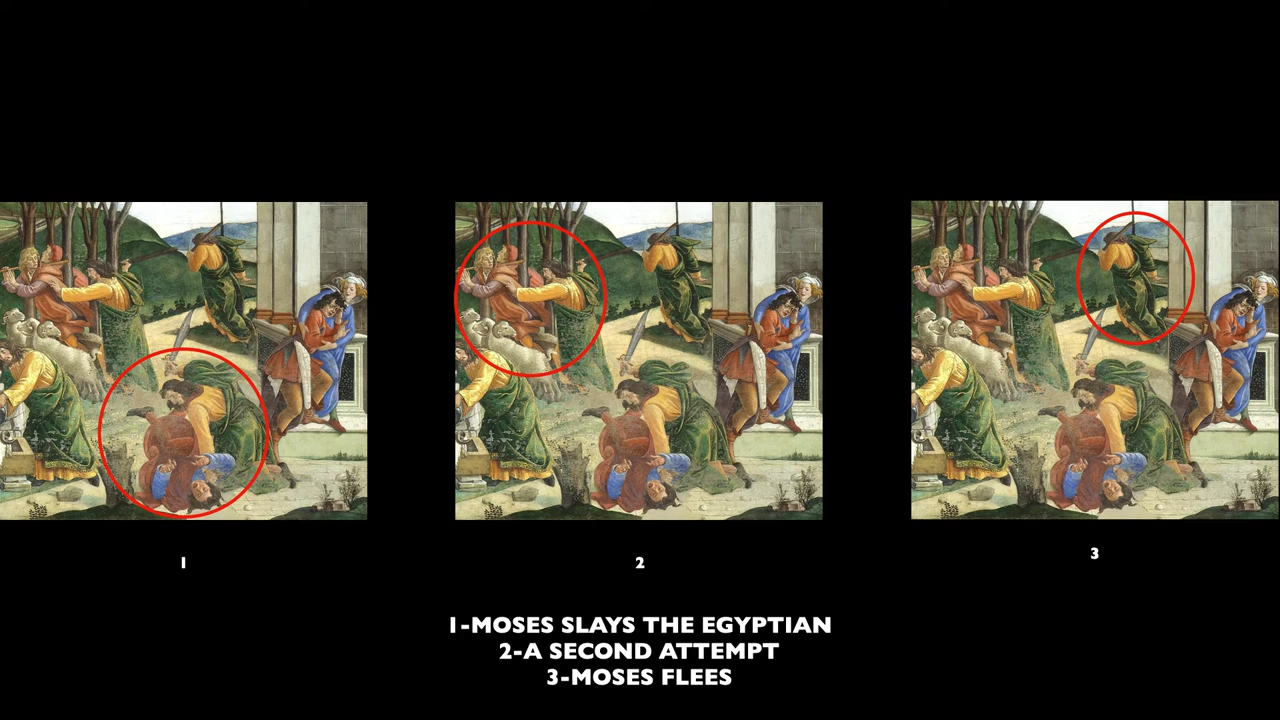 1
2
3
1-MOSES SLAYS THE EGYPTIAN
2-A SECOND ATTEMPT
3-MOSES FLEES